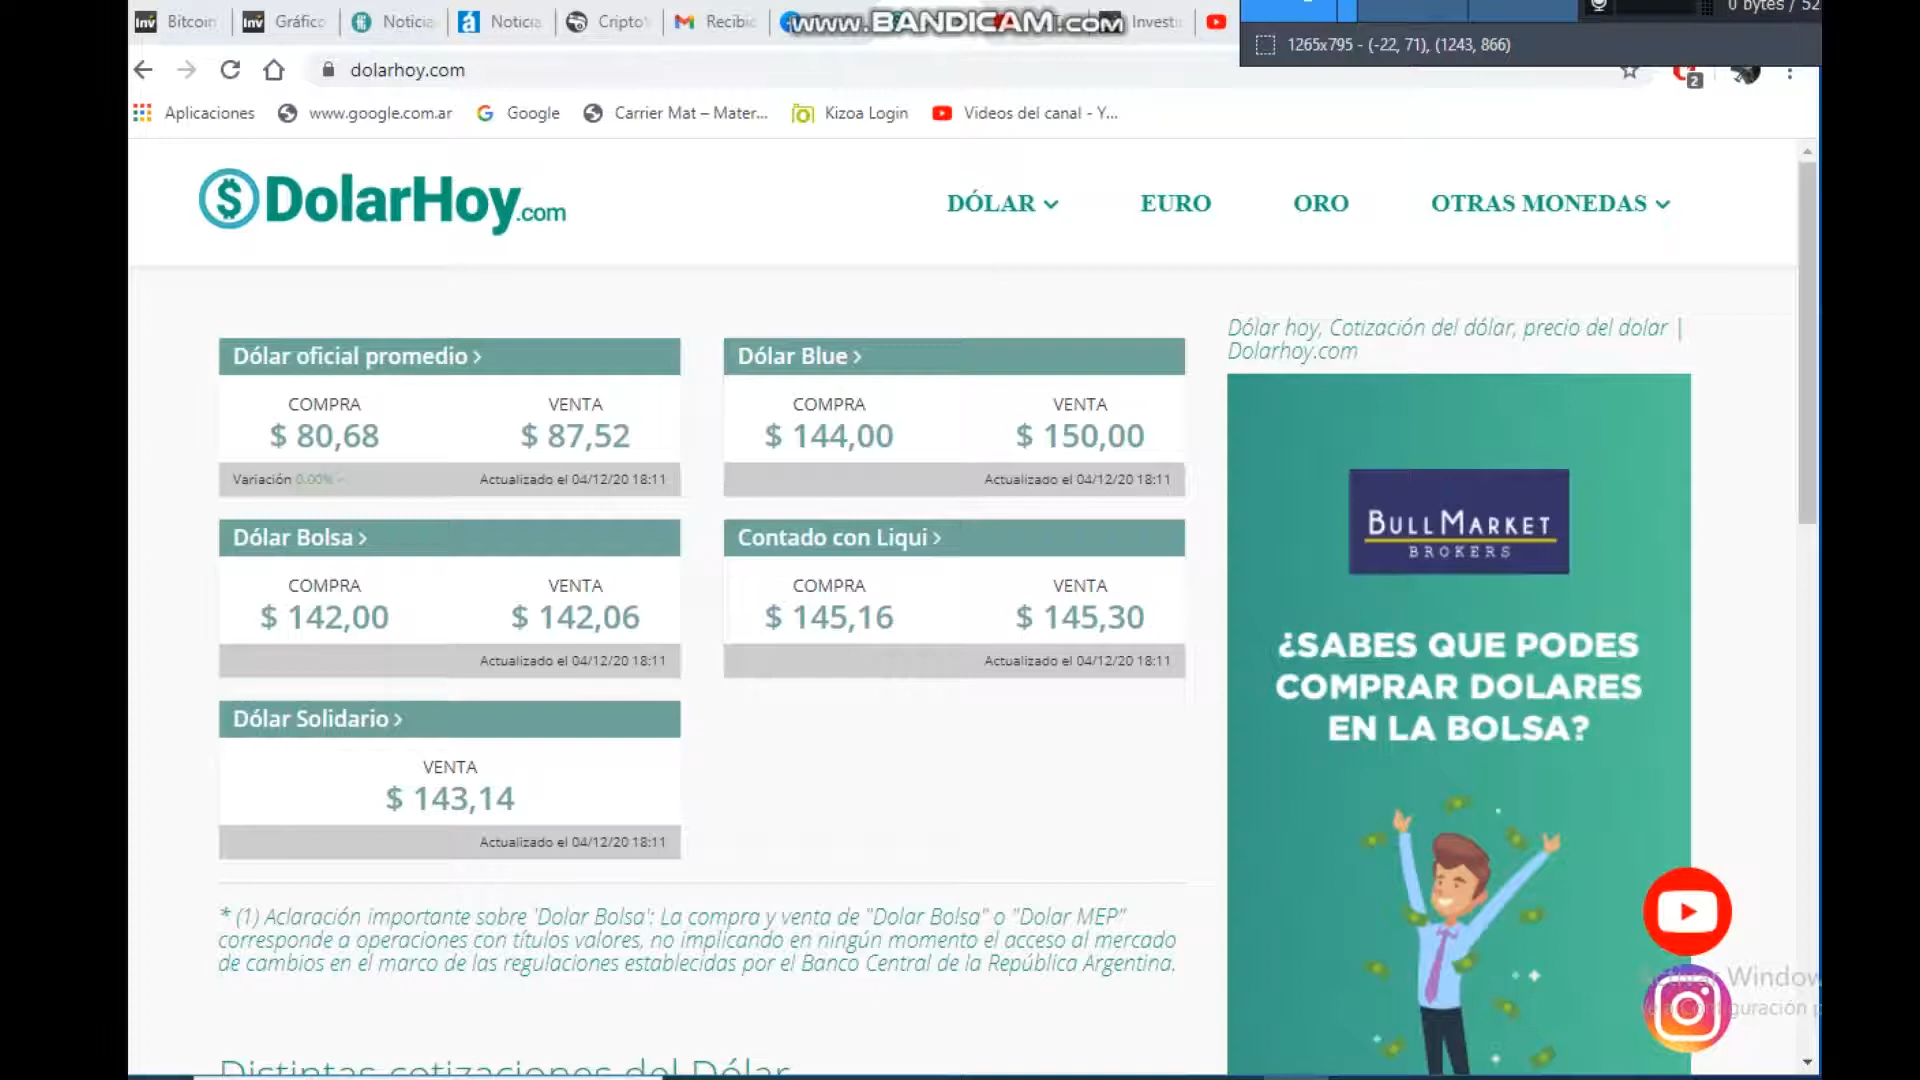 Bitcoin
Gráfico
Noticia
Notici
Cripto
Recibi
www.BANDICAM.com
Investi
0 bytes / 52
1265x795 - (-22, 71), (1243, 866)
dolarhoy.com
2
Aplicaciones
www.google.com.ar
Google
Carrier Mat – Mater...
Kizoa Login
Videos del canal - Y...
DolarHoy.com
DÓLAR
EURO
ORO
OTRAS MONEDAS
Dólar hoy, Cotización del dólar, precio del dolar |
Dolarhoy.com
Dólar oficial promedio >
COMPRA VENTA
$ 80,68 $ 87,52
Variación 0.00% - Actualizado el 04/12/20 18:11
Dólar Blue >
COMPRA VENTA
$ 144,00 $ 150,00
Actualizado el 04/12/20 18:11
Dólar Bolsa >
COMPRA VENTA
$ 142,00 $ 142,06
Actualizado el 04/12/20 18:11
Contado con Liqui >
COMPRA VENTA
$ 145,16 $ 145,30
Actualizado el 04/12/20 18:11
Dólar Solidario >
VENTA
$ 143,14
Actualizado el 04/12/20 18:11
* (1) Aclaración importante sobre 'Dolar Bolsa': La compra y venta de "Dolar Bolsa" o "Dolar MEP"
corresponde a operaciones con títulos valores, no implicando en ningún momento el acceso al mercado
de cambios en el marco de las regulaciones establecidas por el Banco Central de la República Argentina.
Distintas cotizaciones del Dólar
BULLMARKET
BROKERS
¿SABES QUE PODES
COMPRAR DOLARES
EN LA BOLSA?
Window
guración p